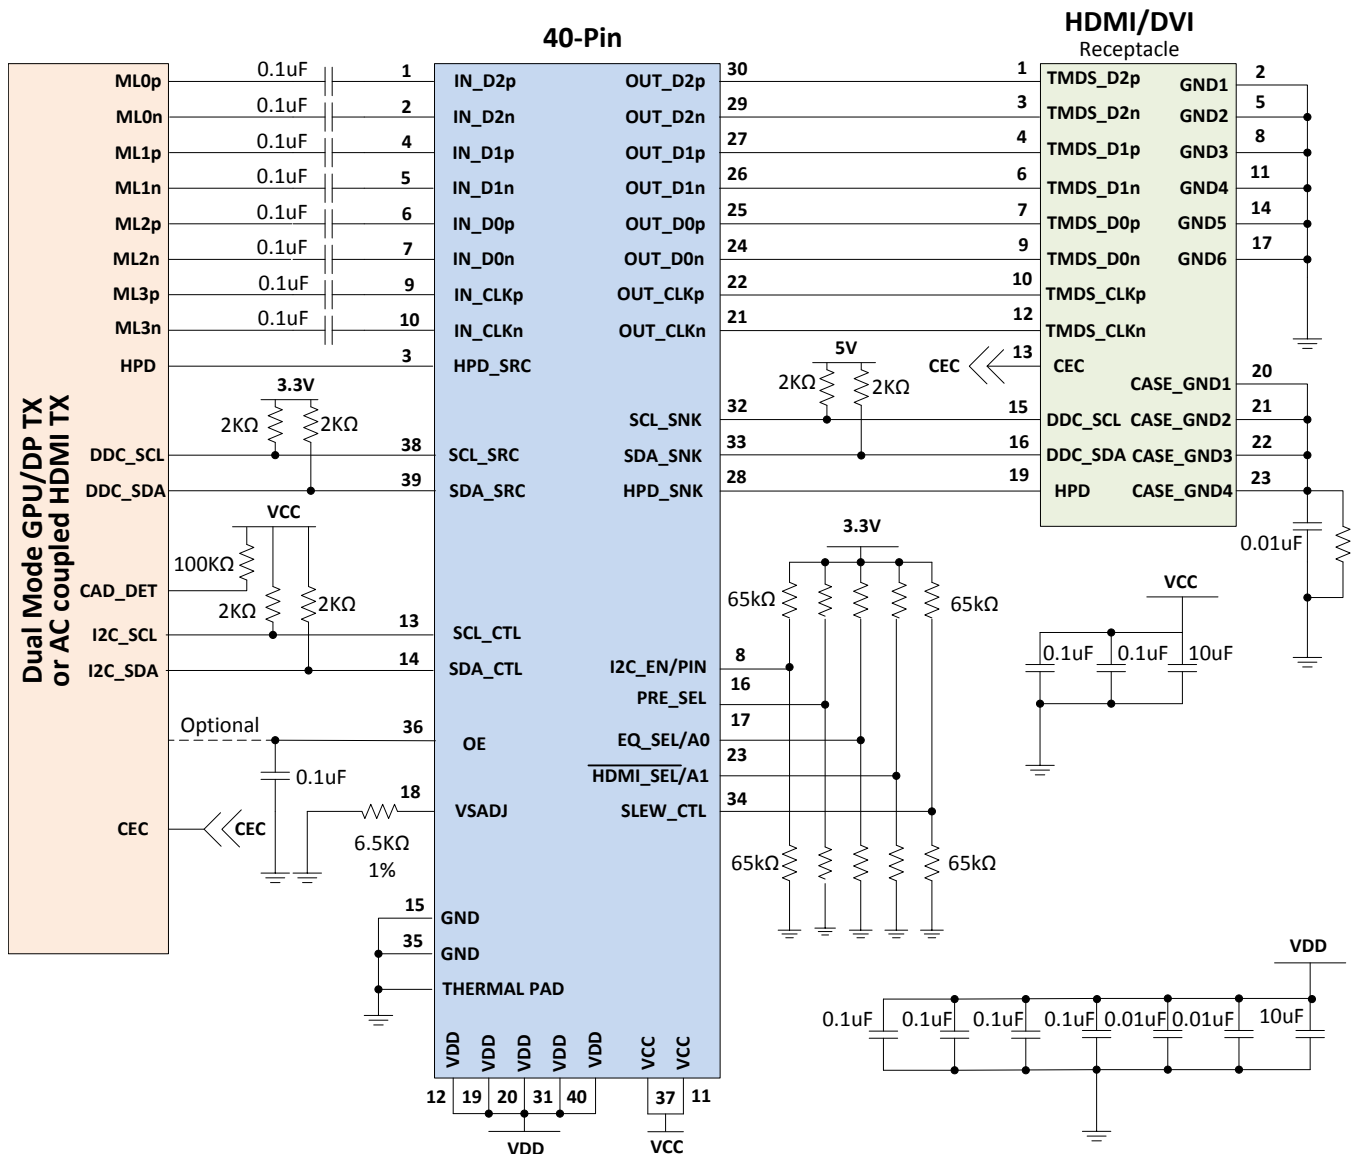 40-Pin
HDMI/DVI
Receptacle
Dual Mode GPU/DP TX
or AC coupled HDMI TX
ML0p 0.1uF 1 IN_D2p OUT_D2p 30 1 TMDS_D2p GND1 2
ML0n 0.1uF 2 IN_D2n OUT_D2n 29 3 TMDS_D2n GND2 5
ML1p 0.1uF 4 IN_D1p OUT_D1p 27 4 TMDS_D1p GND3 8
ML1n 0.1uF 5 IN_D1n OUT_D1n 26 6 TMDS_D1n GND4 11
ML2p 0.1uF 6 IN_D0p OUT_D0p 25 7 TMDS_D0p GND5 14
ML2n 0.1uF 7 IN_D0n OUT_D0n 24 9 TMDS_D0n GND6 17
ML3p 0.1uF 9 IN_CLKp OUT_CLKp 22 10 TMDS_CLKp
ML3n 0.1uF 10 IN_CLKn OUT_CLKn 21 12 TMDS_CLKn
HPD 3 HPD_SRC 5V CEC 13 CEC
3.3V 2KΩ 2KΩ CASE_GND1 20
2KΩ 2KΩ SCL_SNK 32 15 DDC_SCL CASE_GND2 21
DDC_SCL 38 SCL_SRC SDA_SNK 33 16 DDC_SDA CASE_GND3 22
DDC_SDA 39 SDA_SRC HPD_SNK 28 19 HPD CASE_GND4 23
VCC 3.3V 0.01uF
100KΩ
CAD_DET VCC
2KΩ 2KΩ 65kΩ 65kΩ
I2C_SCL 13 SCL_CTL
I2C_SDA 14 SDA_CTL I2C_EN/PIN 8 0.1uF 0.1uF 10uF
PRE_SEL 16
Optional 36 OE EQ_SEL/A0 17
0.1uF HDMI_SEL/A1 23
18 VSADJ SLEW_CTL 34
CEC CEC
6.5KΩ 65kΩ 65kΩ
1%
15 GND
35 GND
THERMAL PAD VDD
0.1uF 0.1uF 0.1uF 0.1uF 0.01uF 0.01uF 10uF
VDD VDD VDD VDD VDD VCC VCC
12 19 20 31 40 37 11
VDD VCC